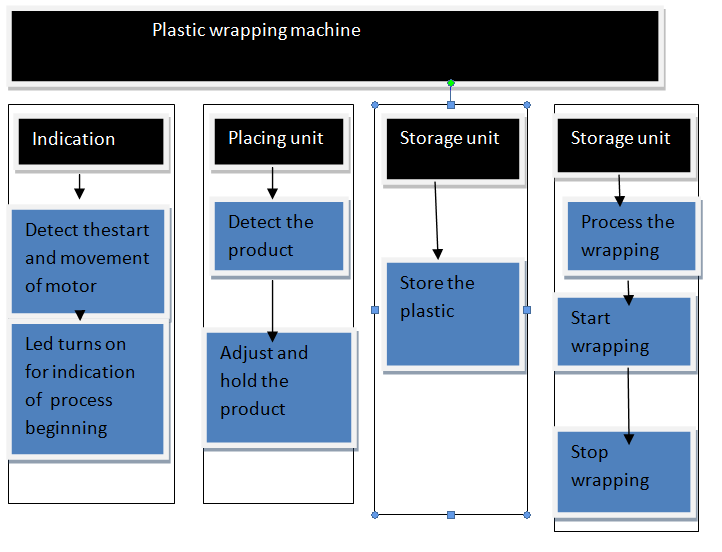 Plastic wrapping machine
Indication
Detect thestart
and movement
of motor
Led turns on
for indication
of process
beginning
Placing unit
Detect the
product
Adjust and
hold the
product
Storage unit
Store the
plastic
Storage unit
Process the
wrapping
Start
wrapping
Stop
wrapping